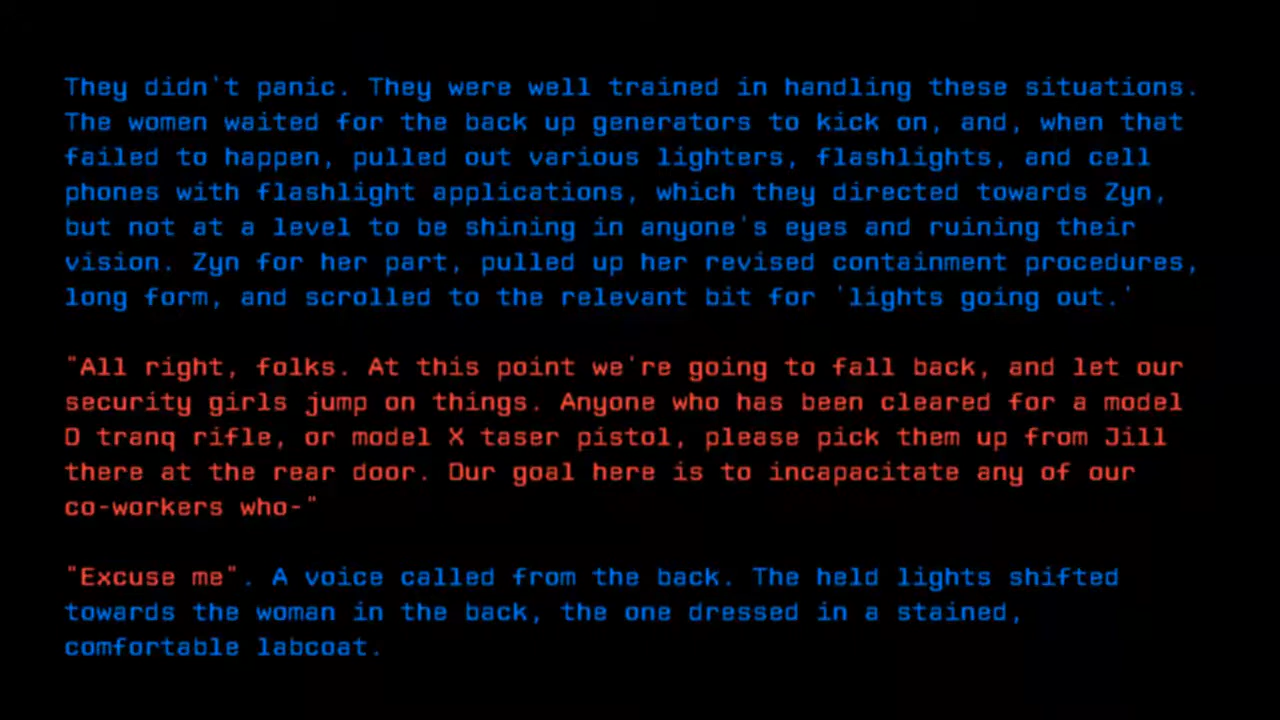 They didn't panic. They were well trained in handling these situations.
The women waited for the back up generators to kick on, and, when that
failed to happen, pulled out various lighters, flashlights, and cell
phones with flashlight applications, which they directed towards Zyn,
but not at a level to be shining in anyone's eyes and ruining their
vision. Zyn for her part, pulled up her revised containment procedures,
long form, and scrolled to the relevant bit for 'lights going out.'
"All right, folks. At this point we're going to fall back, and let our
security girls jump on things. Anyone who has been cleared for a model
D tranq rifle, or model X taser pistol, please pick them up from Jill
there at the rear door. Our goal here is to incapacitate any of our
co-workers who-"
"Excuse me". A voice called from the back. The held lights shifted
towards the woman in the back, the one dressed in a stained,
comfortable labcoat.